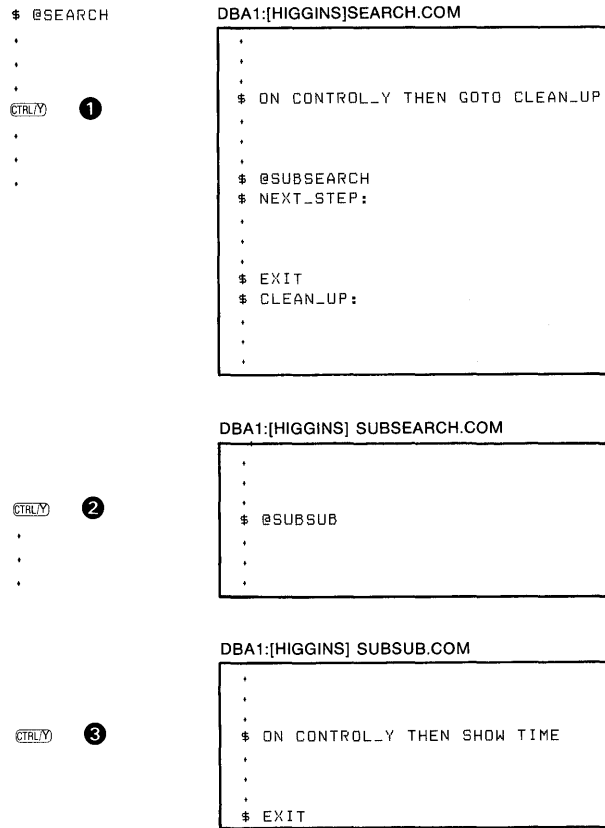 $ @SEARCH
DBA1:[HIGGINS]SEARCH.COM
.
.
.
.
.
.
CTRL/Y 1
$ ON CONTROL_Y THEN GOTO CLEAN_UP
.
.
.
.
.
.
$ @SUBSEARCH
$ NEXT_STEP:
.
.
.
$ EXIT
$ CLEAN_UP:
.
.
.
DBA1:[HIGGINS] SUBSEARCH.COM
.
.
.
CTRL/Y 2
$ @SUBSUB
.
.
.
.
.
.
DBA1:[HIGGINS] SUBSUB.COM
.
.
.
CTRL/Y 3
$ ON CONTROL_Y THEN SHOW TIME
.
.
.
$ EXIT